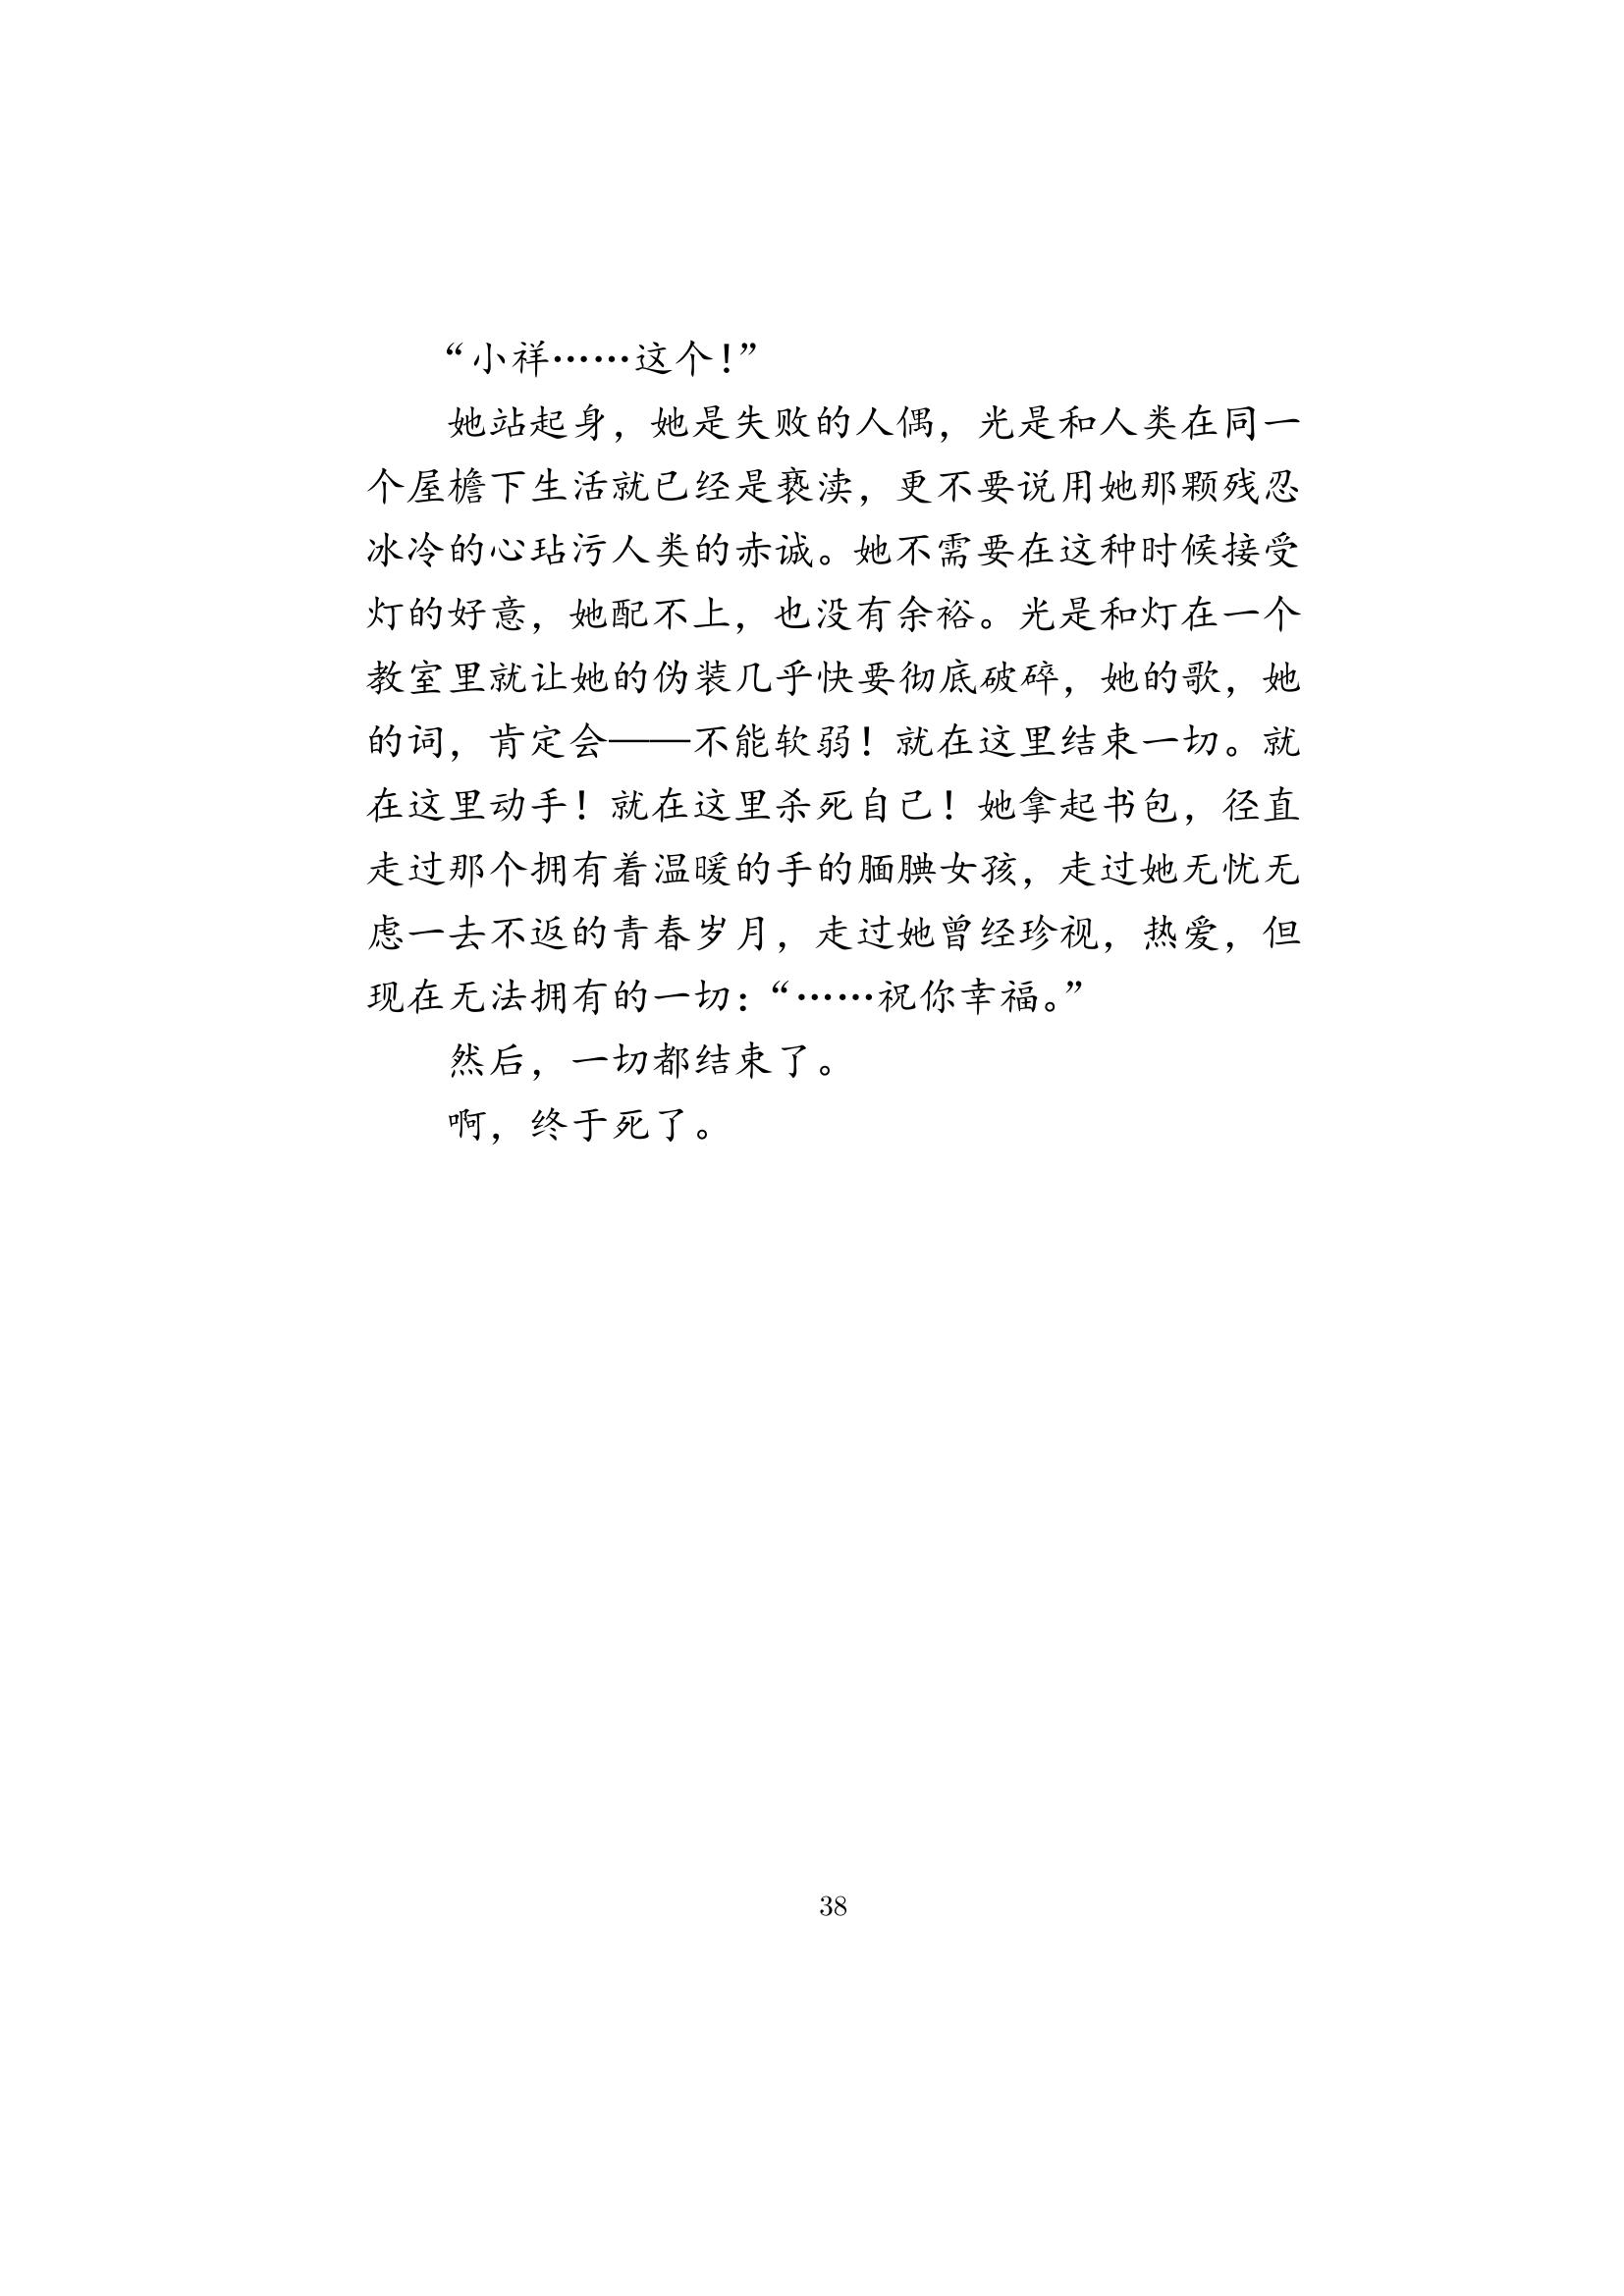 “小祥……这个！”
她站起身，她是失败的人偶，光是和人类在同一
个屋檐下生活就已经是亵渎，更不要说用她那颗残忍
冰冷的心玷污人类的赤诚。她不需要在这种时候接受
灯的好意，她配不上，也没有余裕。光是和灯在一个
教室里就让她的伪装几乎快要彻底破碎，她的歌，她
的词，肯定会——不能软弱！就在这里结束一切。就
在这里动手！就在这里杀死自己！她拿起书包，径直
走过那个拥有着温暖的手的腼腆女孩，走过她无忧无
虑一去不返的青春岁月，走过她曾经珍视，热爱，但
现在无法拥有的一切：“……祝你幸福。”
然后，一切都结束了。
啊，终于死了。
38